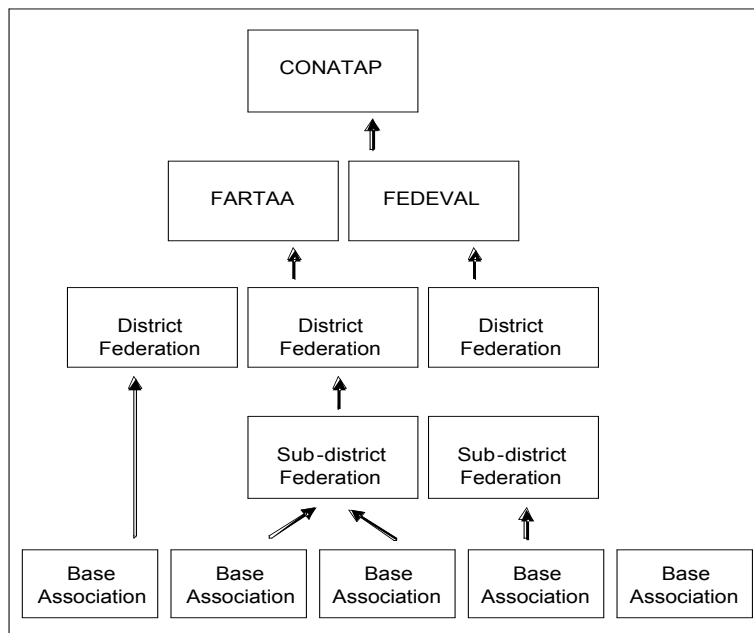 CONATAP
FARTAA
FEDEVAL
District
Federation
District
Federation
District
Federation
Sub-district
Federation
Sub-district
Federation
Base
Association
Base
Association
Base
Association
Base
Association
Base
Association